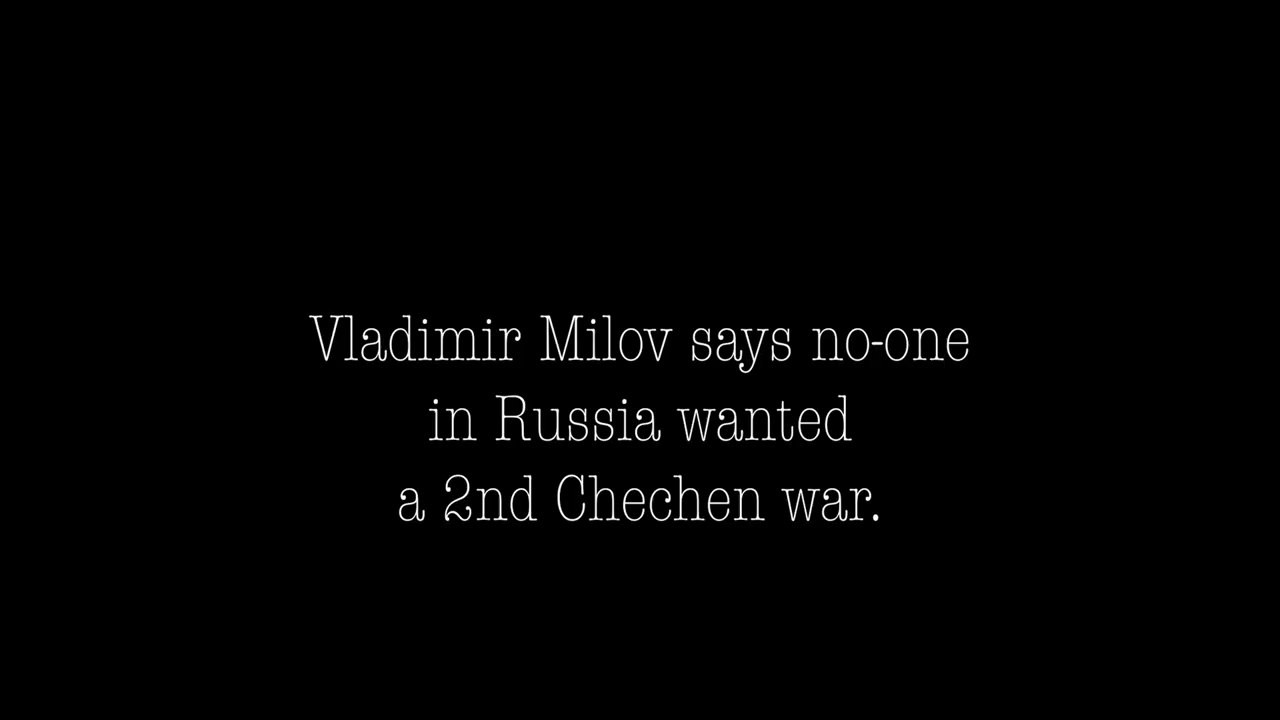 Vladimir Milov says no-one
in Russia wanted
a 2nd Chechen war.